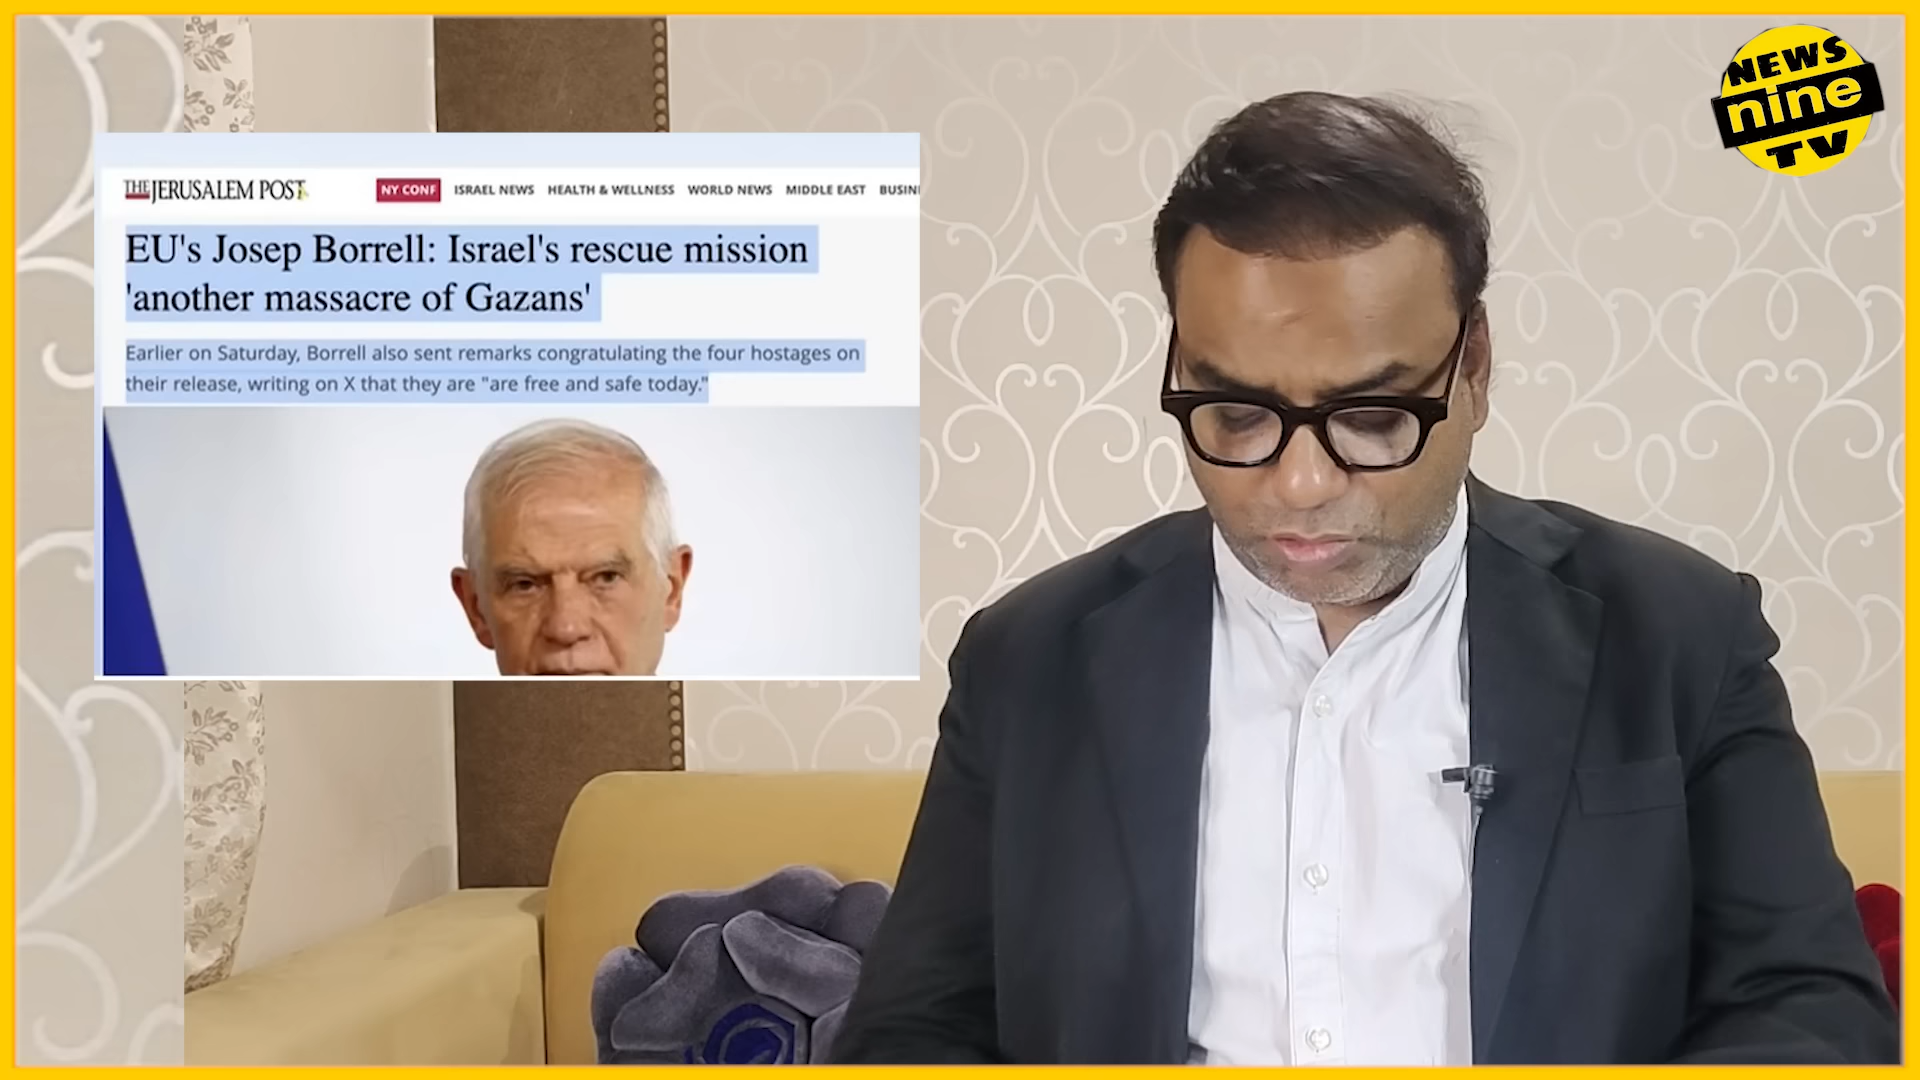 NEWS
nine
TV
THE JERUSALEM POST
NY CONF ISRAEL NEWS HEALTH & WELLNESS WORLD NEWS MIDDLE EAST BUSIN
EU's Josep Borrell: Israel's rescue mission
'another massacre of Gazans'
Earlier on Saturday, Borrell also sent remarks congratulating the four hostages on
their release, writing on X that they are "are free and safe today."